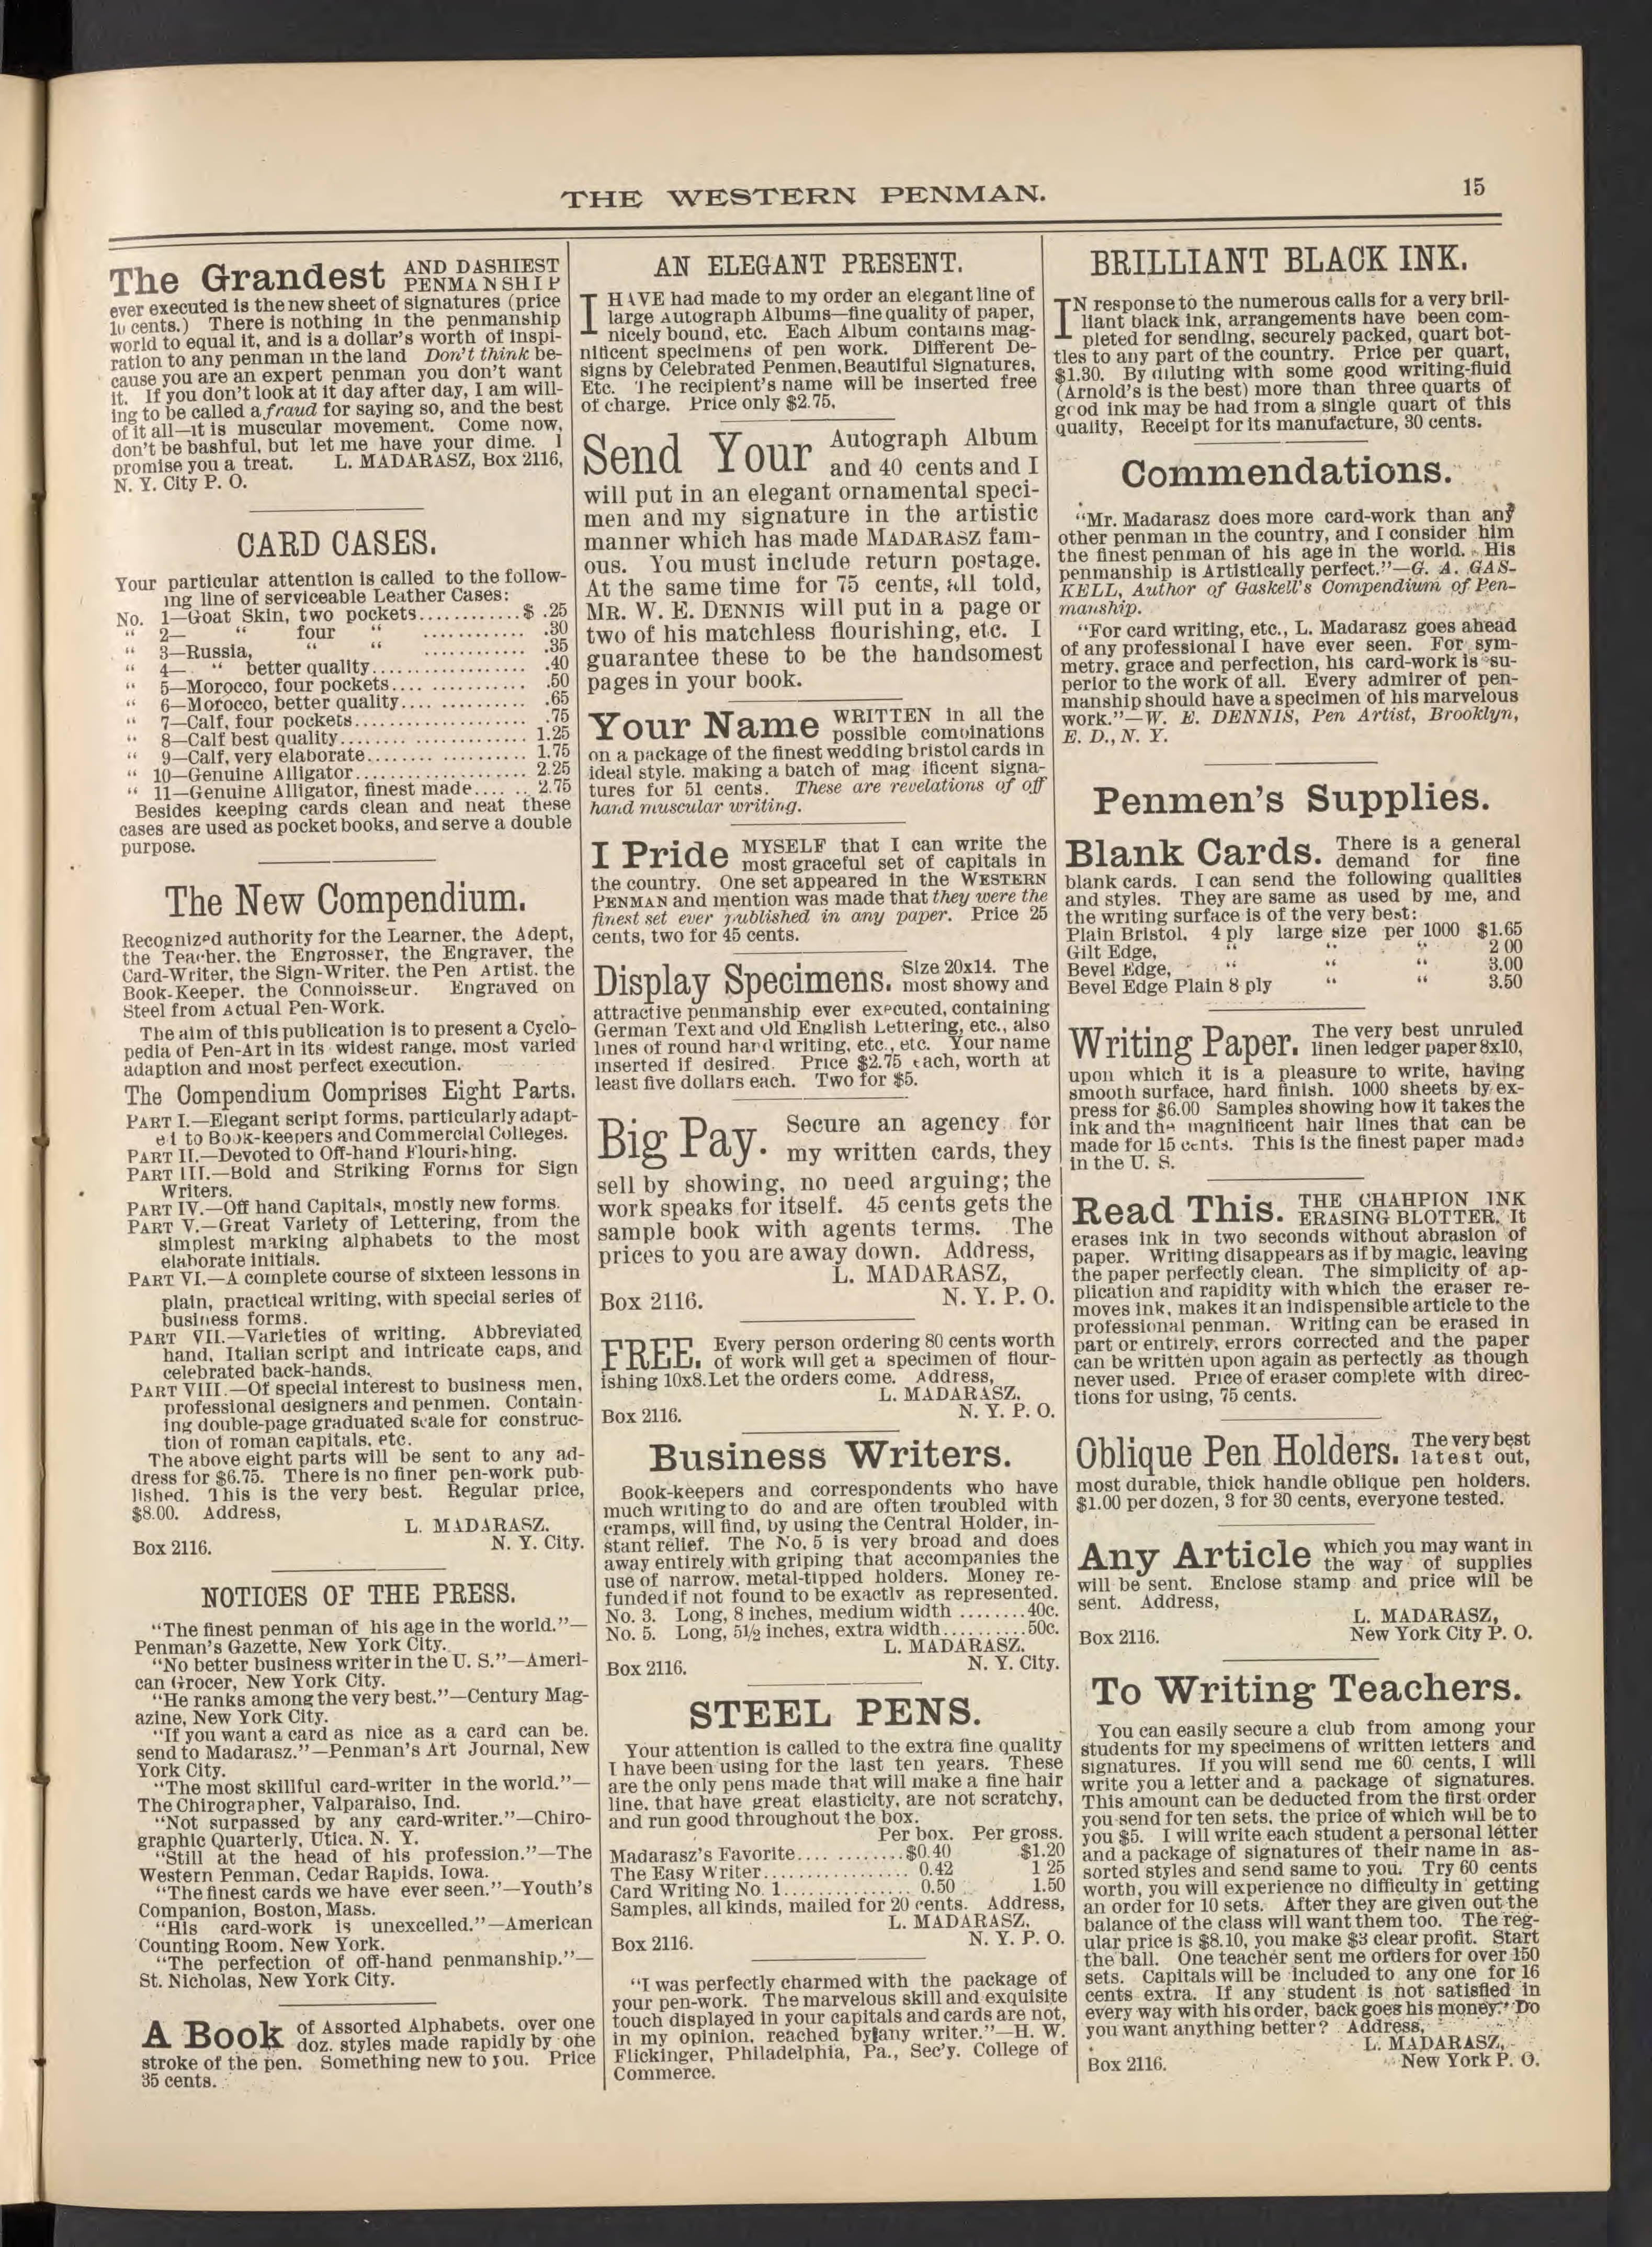 THE WESTERN PENMAN.
15
The Grandest AND DASHIEST
PENMANSHIP
ever executed is the new sheet of signatures (price
10 cents.) There is nothing in the penmanship
world to equal it, and is a dollar's worth of inspi-
ration to any penman in the land Don't think be-
cause you are an expert penman you don't want
it. If you don't look at it day after day, I am will-
ing to be called a fraud for saying so, and the best
of it all—it is muscular movement. Come now,
don't be bashful, but let me have your dime. I
promise you a treat. L. MADARASZ, Box 2116,
N. Y. City P. O.
CARD CASES.
Your particular attention is called to the follow-
ing line of serviceable Leather Cases:
No. 1—Goat Skin, two pockets............$ .25
" 2— " four " ............ .30
" 3—Russia, " " ............ .35
" 4— " better quality.................. .40
" 5—Morocco, four pockets.... ............ .50
" 6—Morocco, better quality.... ........... .65
" 7—Calf, four pockets..................... .75
" 8—Calf best quality........ .............. 1.25
" 9—Calf, very elaborate........ ........... 1.75
" 10—Genuine Alligator..................... 2.25
" 11—Genuine Alligator, finest made.... .. 2.75
Besides keeping cards clean and neat these
cases are used as pocket books, and serve a double
purpose.
The New Compendium.
Recognized authority for the Learner, the Adept,
the Teacher, the Engrosser, the Engraver, the
Card-Writer, the Sign-Writer, the Pen Artist, the
Book-Keeper, the Connoisseur. Engraved on
Steel from Actual Pen-Work.
The aim of this publication is to present a Cyclo-
pedia of Pen-Art in its widest range, most varied
adaption and most perfect execution.
The Compendium Comprises Eight Parts.
PART I.—Elegant script forms, particularly adapt-
ed to Book-keepers and Commercial Colleges.
PART II.—Devoted to Off-hand Flourishing.
PART III.—Bold and Striking Forms for Sign
Writers.
PART IV.—Off hand Capitals, mostly new forms.
PART V.—Great Variety of Lettering, from the
simplest marking alphabets to the most
elaborate initials.
PART VI.—A complete course of sixteen lessons in
plain, practical writing, with special series of
business forms.
PART VII.—Varieties of writing. Abbreviated
hand, Italian script and intricate caps, and
celebrated back-hands.
PART VIII.—Of special interest to business men,
professional designers and penmen. Contain-
ing double-page graduated scale for construc-
tion of roman capitals, etc.
The above eight parts will be sent to any ad-
dress for $6.75. There is no finer pen-work pub-
lished. This is the very best. Regular price,
$8.00. Address,
L. MADARASZ,
Box 2116. N. Y. City.
NOTICES OF THE PRESS.
"The finest penman of his age in the world."—
Penman's Gazette, New York City.
"No better business writer in the U. S."—Ameri-
can Grocer, New York City.
"He ranks among the very best."—Century Mag-
azine, New York City.
"If you want a card as nice as a card can be,
send to Madarasz."—Penman's Art Journal, New
York City.
"The most skillful card-writer in the world."—
The Chirographer, Valparaiso, Ind.
"Not surpassed by any card-writer."—Chiro-
graphic Quarterly, Utica, N. Y.
"Still at the head of his profession."—The
Western Penman, Cedar Rapids, Iowa.
"The finest cards we have ever seen."—Youth's
Companion, Boston, Mass.
"His card-work is unexcelled."—American
Counting Room, New York.
"The perfection of off-hand penmanship."—
St. Nicholas, New York City.
A Book of Assorted Alphabets, over one
doz. styles made rapidly by one
stroke of the pen. Something new to you. Price
35 cents.
AN ELEGANT PRESENT.
I HAVE had made to my order an elegant line of
large Autograph Albums—fine quality of paper,
nicely bound, etc. Each Album contains mag-
nificent specimens of pen work. Different De-
signs by Celebrated Penmen, Beautiful Signatures,
Etc. The recipient's name will be inserted free
of charge. Price only $2.75.
Send Your Autograph Album
and 40 cents and I
will put in an elegant ornamental speci-
men and my signature in the artistic
manner which has made MADARASZ fam-
ous. You must include return postage.
At the same time for 75 cents, all told,
MR. W. E. DENNIS will put in a page or
two of his matchless flourishing, etc. I
guarantee these to be the handsomest
pages in your book.
Your Name WRITTEN in all the
possible combinations
on a package of the finest wedding bristol cards in
ideal style, making a batch of mag ificent signa-
tures for 51 cents. These are revelations of off
hand muscular writing.
I Pride MYSELF that I can write the
most graceful set of capitals in
the country. One set appeared in the WESTERN
PENMAN and mention was made that they were the
finest set ever published in any paper. Price 25
cents, two for 45 cents.
Display Specimens. Size 20x14. The
most showy and
attractive penmanship ever executed, containing
German Text and Old English Lettering, etc., also
lines of round hand writing, etc., etc. Your name
inserted if desired. Price $2.75 each, worth at
least five dollars each. Two for $5.
Big Pay. Secure an agency for
my written cards, they
sell by showing, no need arguing; the
work speaks for itself. 45 cents gets the
sample book with agents terms. The
prices to you are away down. Address,
L. MADARASZ,
Box 2116. N. Y. P. O.
FREE. Every person ordering 80 cents worth
of work will get a specimen of flour-
ishing 10x8. Let the orders come. Address,
L. MADARASZ,
Box 2116. N. Y. P. O.
Business Writers.
Book-keepers and correspondents who have
much writing to do and are often troubled with
cramps, will find, by using the Central Holder, in-
stant relief. The No. 5 is very broad and does
away entirely with griping that accompanies the
use of narrow, metal-tipped holders. Money re-
funded if not found to be exactly as represented.
No. 3. Long, 8 inches, medium width ........40c.
No. 5. Long, 5½ inches, extra width..........50c.
L. MADARASZ,
Box 2116. N. Y. City.
STEEL PENS.
Your attention is called to the extra fine quality
I have been using for the last ten years. These
are the only pens made that will make a fine hair
line, that have great elasticity, are not scratchy,
and run good throughout the box.
Per box. Per gross.
Madarasz's Favorite.... .........$0.40 $1.20
The Easy Writer.................. 0.42 1 25
Card Writing No. 1............... 0.50 1.50
Samples, all kinds, mailed for 20 cents. Address,
L. MADARASZ,
Box 2116. N. Y. P. O.
"I was perfectly charmed with the package of
your pen-work. The marvelous skill and exquisite
touch displayed in your capitals and cards are not,
in my opinion, reached by any writer."—H. W.
Flickinger, Philadelphia, Pa., Sec'y. College of
Commerce.
BRILLIANT BLACK INK.
IN response to the numerous calls for a very bril-
liant black ink, arrangements have been com-
pleted for sending, securely packed, quart bot-
tles to any part of the country. Price per quart,
$1.30. By diluting with some good writing-fluid
(Arnold's is the best) more than three quarts of
good ink may be had from a single quart of this
quality, Receipt for its manufacture, 30 cents.
Commendations.
"Mr. Madarasz does more card-work than any
other penman in the country, and I consider him
the finest penman of his age in the world. His
penmanship is Artistically perfect."—G. A. GAS-
KELL, Author of Gaskell's Compendium of Pen-
manship.
"For card writing, etc., L. Madarasz goes ahead
of any professional I have ever seen. For sym-
metry, grace and perfection, his card-work is su-
perior to the work of all. Every admirer of pen-
manship should have a specimen of his marvelous
work."—W. E. DENNIS, Pen Artist, Brooklyn,
E. D., N. Y.
Penmen's Supplies.
Blank Cards. There is a general
demand for fine
blank cards. I can send the following qualities
and styles. They are same as used by me, and
the writing surface is of the very best:
Plain Bristol, 4 ply large size per 1000 $1.65
Gilt Edge, " " " 2 00
Bevel Edge, " " " 3.00
Bevel Edge Plain 8 ply " " 3.50
Writing Paper. The very best unruled
linen ledger paper 8x10,
upon which it is a pleasure to write, having
smooth surface, hard finish. 1000 sheets by ex-
press for $6.00 Samples showing how it takes the
ink and the magnificent hair lines that can be
made for 15 cents. This is the finest paper made
in the U. S.
Read This. THE CHAHPION INK
ERASING BLOTTER. It
erases ink in two seconds without abrasion of
paper. Writing disappears as if by magic, leaving
the paper perfectly clean. The simplicity of ap-
plication and rapidity with which the eraser re-
moves ink, makes it an indispensible article to the
professional penman. Writing can be erased in
part or entirely, errors corrected and the paper
can be written upon again as perfectly as though
never used. Price of eraser complete with direc-
tions for using, 75 cents.
Oblique Pen Holders. The very best
latest out,
most durable, thick handle oblique pen holders.
$1.00 per dozen, 3 for 30 cents, everyone tested.
Any Article which you may want in
the way of supplies
will be sent. Enclose stamp and price will be
sent. Address,
L. MADARASZ,
Box 2116. New York City P. O.
To Writing Teachers.
You can easily secure a club from among your
students for my specimens of written letters and
signatures. If you will send me 60 cents, I will
write you a letter and a package of signatures.
This amount can be deducted from the first order
you send for ten sets, the price of which will be to
you $5. I will write each student a personal letter
and a package of signatures of their name in as-
sorted styles and send same to you. Try 60 cents
worth, you will experience no difficulty in getting
an order for 10 sets. After they are given out the
balance of the class will want them too. The reg-
ular price is $8.10, you make $3 clear profit. Start
the ball. One teacher sent me orders for over 150
sets. Capitals will be included to any one for 16
cents extra. If any student is not satisfied in
every way with his order, back goes his money. Do
you want anything better? Address,
L. MADARASZ,
Box 2116. New York P. O.